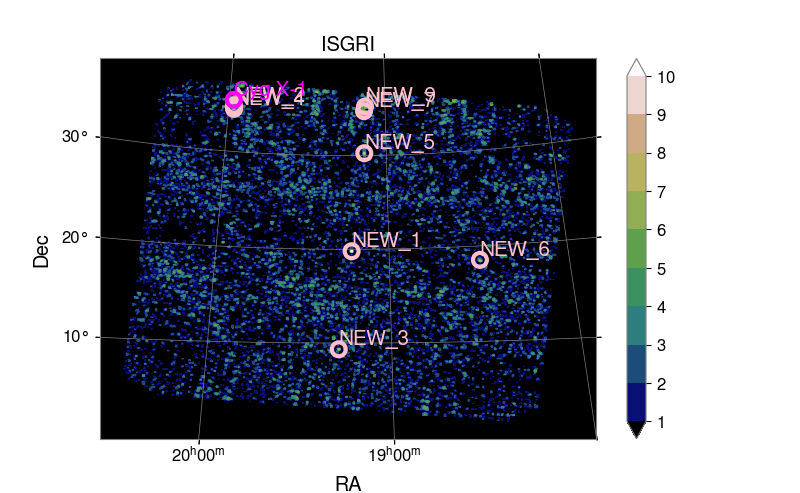 ISGRI
Cyg X-1
NEW_4
NEW_9
NEW_7
30°
NEW_5
20°
NEW_1
NEW_6
10°
NEW_3
Dec
20h00m
19h00m
RA
10
9
8
7
6
5
4
3
2
1